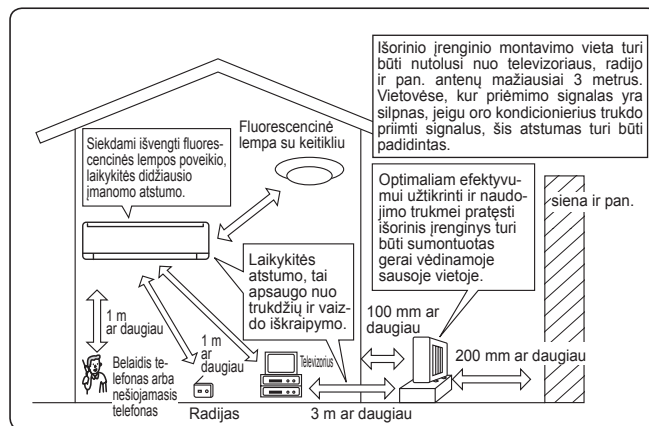 Išorinio įrenginio montavimo vieta turi
būti nutolusi nuo televizoriaus, radijo
ir pan. antenų mažiausiai 3 metrus.
Vietovėse, kur priėmimo signalas yra
silpnas, jeigu oro kondicionierius trukdo
priimti signalus, šis atstumas turi būti
padidintas.
Siekdami išvengti fluores-
cencinės lempos poveikio,
laikykitės didžiausio
įmanomo atstumo.
Fluorescencinė
lempa su keitikliu
Optimaliam efektyvu-
mui užtikrinti ir naudo-
jimo trukmei pratęsti
išorinis įrenginys turi
būti sumontuotas
gerai vėdinamoje
sausoje vietoje.
siena ir pan.
Laikykitės
atstumo, tai
apsaugo nuo
trukdžių ir vaiz-
do iškraipymo.
1 m
ar daugiau
1 m
ar
daugiau
100 mm ar
daugiau
200 mm ar daugiau
Belaidis te-
lefonas arba
nešiojamasis
telefonas
Radijas
Televizorius
3 m ar daugiau